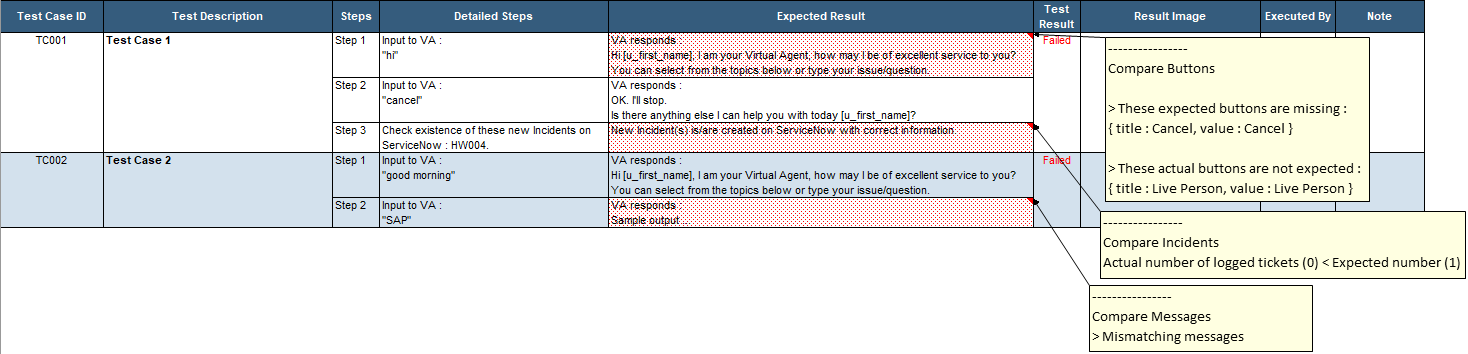 Test Case ID Test Description Steps Detailed Steps Expected Result Test Result Result Image Executed By Note
TC001 Test Case 1 Step 1 Input to VA : VA responds : Failed
"hi" Hi [u_first_name], I am your Virtual Agent, how may I be of excellent service to you?
You can select from the topics below or type your issue/question.
Step 2 Input to VA : VA responds :
"cancel" OK. I'll stop.
Is there anything else I can help you with today [u_first_name]?
Step 3 Check existence of these new Incidents on New Incident(s) is/are created on ServiceNow with correct information
ServiceNow : HW004.
TC002 Test Case 2 Step 1 Input to VA : VA responds : Failed
"good morning" Hi [u_first_name], I am your Virtual Agent, how may I be of excellent service to you?
You can select from the topics below or type your issue/question.
Step 2 Input to VA : VA responds :
"SAP" Sample output ..
----------------
Compare Buttons
> These expected buttons are missing :
{ title : Cancel, value : Cancel }
> These actual buttons are not expected :
{ title : Live Person, value : Live Person }
----------------
Compare Incidents
Actual number of logged tickets (0) < Expected number (1)
----------------
Compare Messages
> Mismatching messages